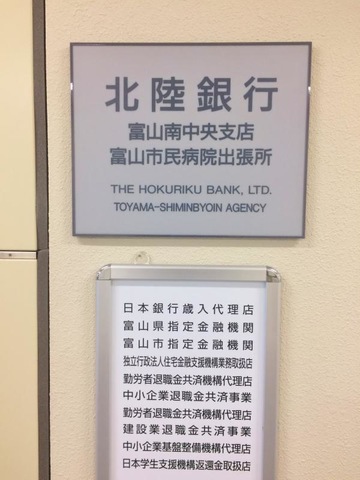 北陸銀行
富山南中央支店
富山市民病院出張所
THE HOKURIKU BANK, LTD.
TOYAMA-SHIMINBYOIN AGENCY
日本銀行歳入代理店
富山県指定金融機関
富山市指定金融機関
独立行政法人住宅金融支援機構業務取扱店
勤労者退職金共済機構代理店
中小企業退職金共済事業
勤労者退職金共済機構代理店
建設業退職金共済事業
中小企業基盤整備機構代理店
日本学生支援機構返還金取扱店